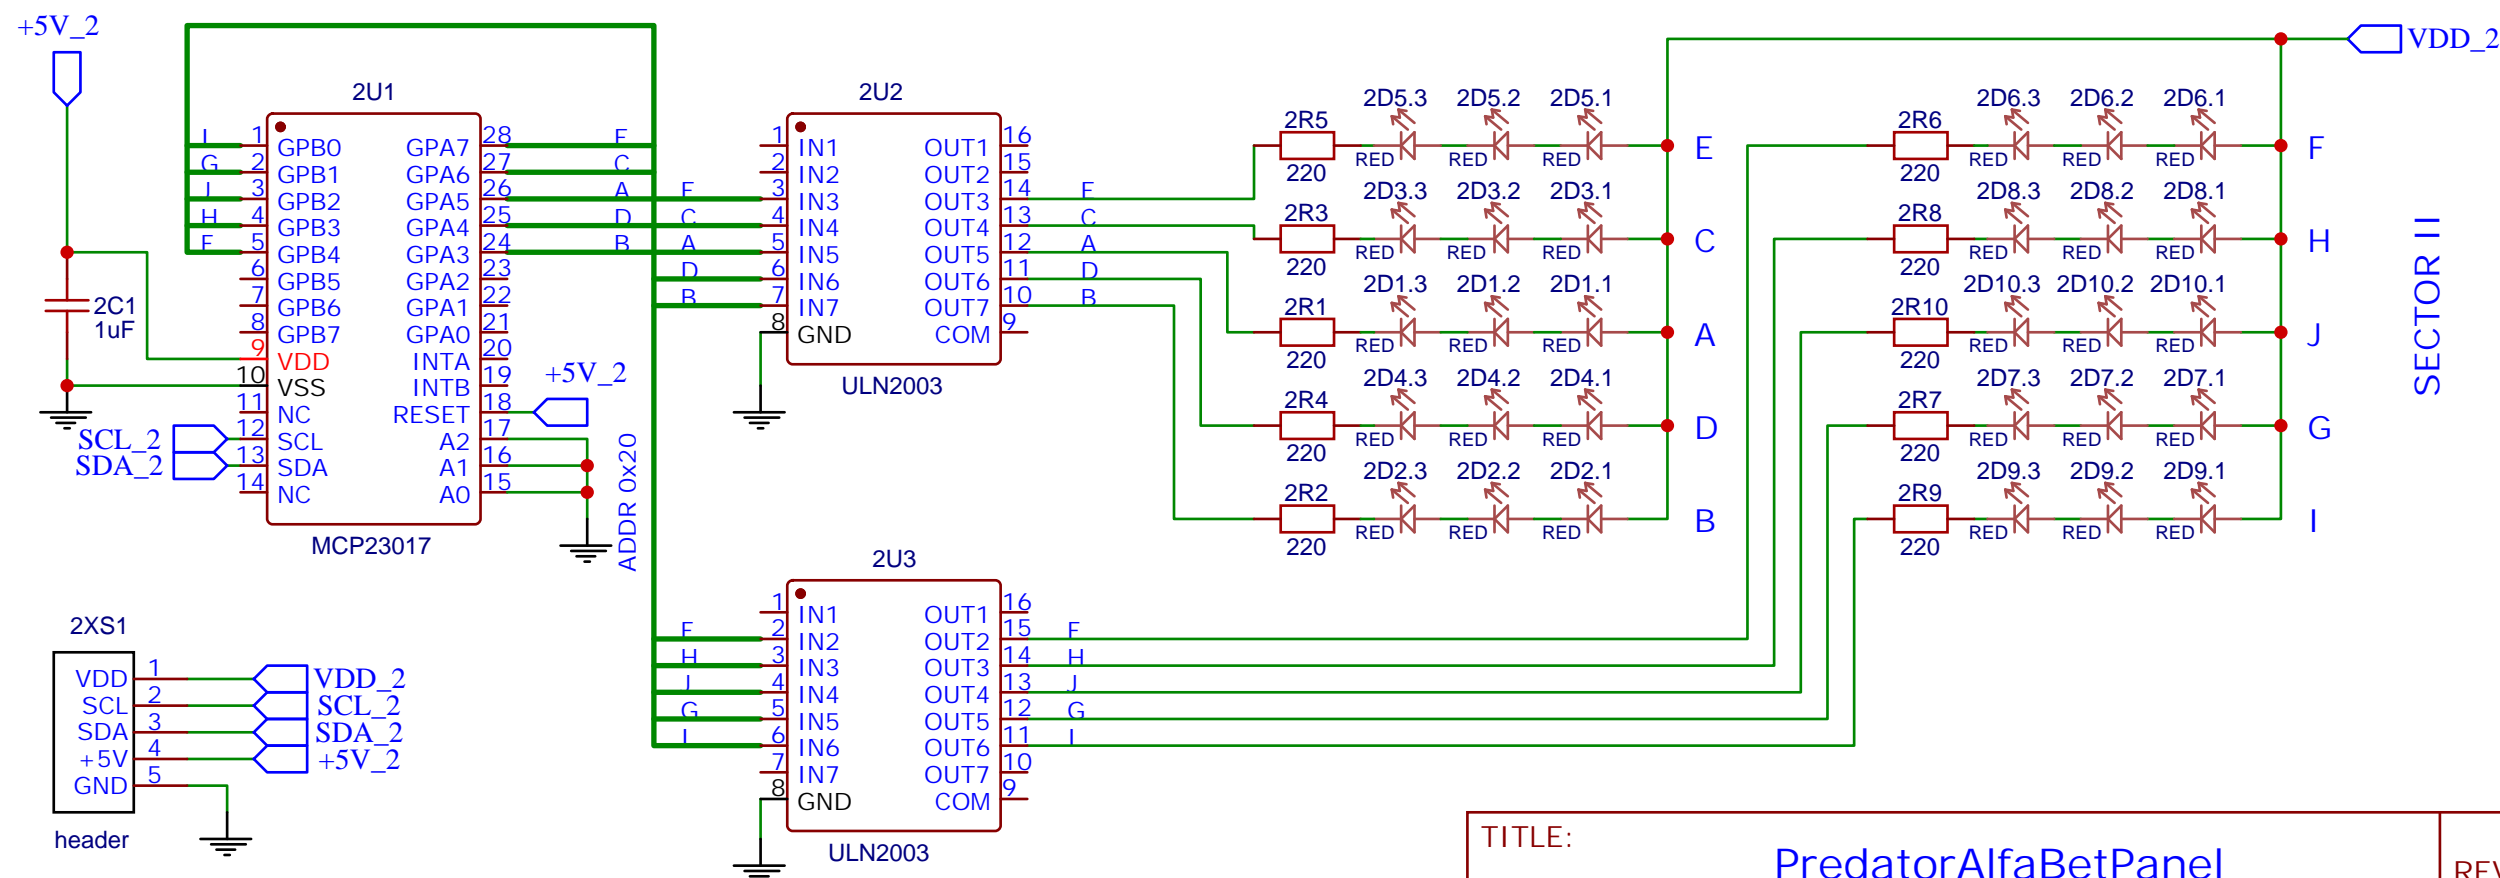 +5V_2
2U1
I 1 GPB0 GPA7 28 E
G 2 GPB1 GPA6 27 C
J 3 GPB2 GPA5 26 A
H 4 GPB3 GPA4 25 D
F 5 GPB4 GPA3 24 B
6 GPB5 GPA2 23
7 GPB6 GPA1 22
8 GPB7 GPA0 21
9 VDD INTA 20
10 VSS INTB 19
11 NC RESET 18
12 SCL A2 17
13 SDA A1 16
14 NC A0 15
MCP23017
2C1
1uF
SCL_2
SDA_2
+5V_2
ADDR 0x20
2U2
1 IN1 OUT1 16
2 IN2 OUT2 15
E 3 IN3 OUT3 14 E
C 4 IN4 OUT4 13 C
A 5 IN5 OUT5 12 A
D 6 IN6 OUT6 11 D
B 7 IN7 OUT7 10 B
8 GND COM 9
ULN2003
2U3
1 IN1 OUT1 16
F 2 IN2 OUT2 15 F
H 3 IN3 OUT3 14 H
J 4 IN4 OUT4 13 J
G 5 IN5 OUT5 12 G
I 6 IN6 OUT6 11 I
7 IN7 OUT7 10
8 GND COM 9
ULN2003
2XS1
VDD 1 VDD_2
SCL 2 SCL_2
SDA 3 SDA_2
+5V 4 +5V_2
GND 5
header
2R5 2D5.3 2D5.2 2D5.1
220 RED RED RED E
2R3 2D3.3 2D3.2 2D3.1
220 RED RED RED C
2R1 2D1.3 2D1.2 2D1.1
220 RED RED RED A
2R4 2D4.3 2D4.2 2D4.1
220 RED RED RED D
2R2 2D2.3 2D2.2 2D2.1
220 RED RED RED B
VDD_2
2R6 2D6.3 2D6.2 2D6.1
220 RED RED RED F
2R8 2D8.3 2D8.2 2D8.1
220 RED RED RED H
2R10 2D10.3 2D10.2 2D10.1
220 RED RED RED J
2R7 2D7.3 2D7.2 2D7.1
220 RED RED RED G
2R9 2D9.3 2D9.2 2D9.1
220 RED RED RED I
SECTOR II
TITLE:
PredatorAlfaBetPanel